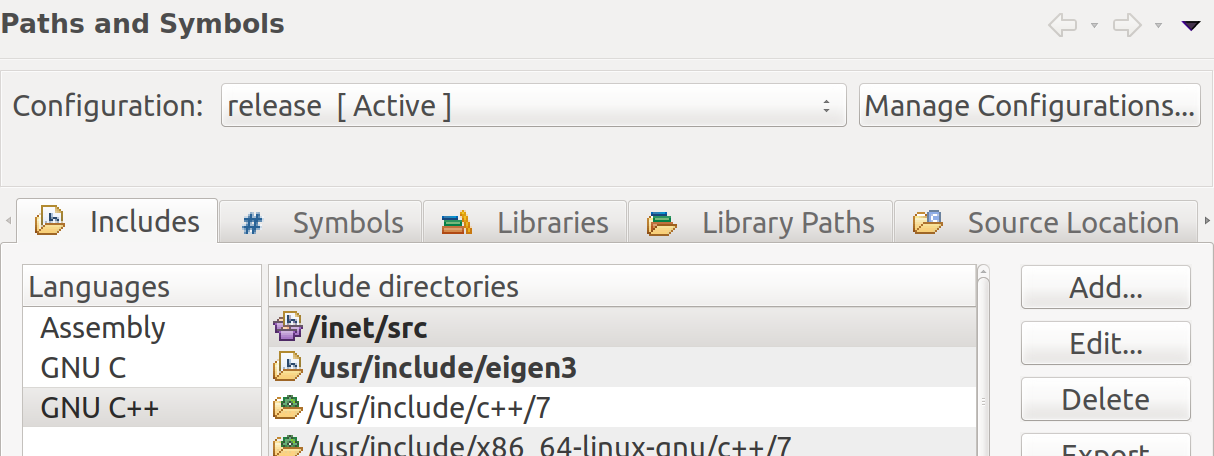 Paths and Symbols
Configuration: release [ Active ] Manage Configurations...
Includes # Symbols Libraries Library Paths Source Location
Languages Include directories Add...
Assembly /inet/src
GNU C /usr/include/eigen3 Edit...
GNU C++ /usr/include/c++/7 Delete
/usr/include/x86_64-linux-gnu/c++/7 Export